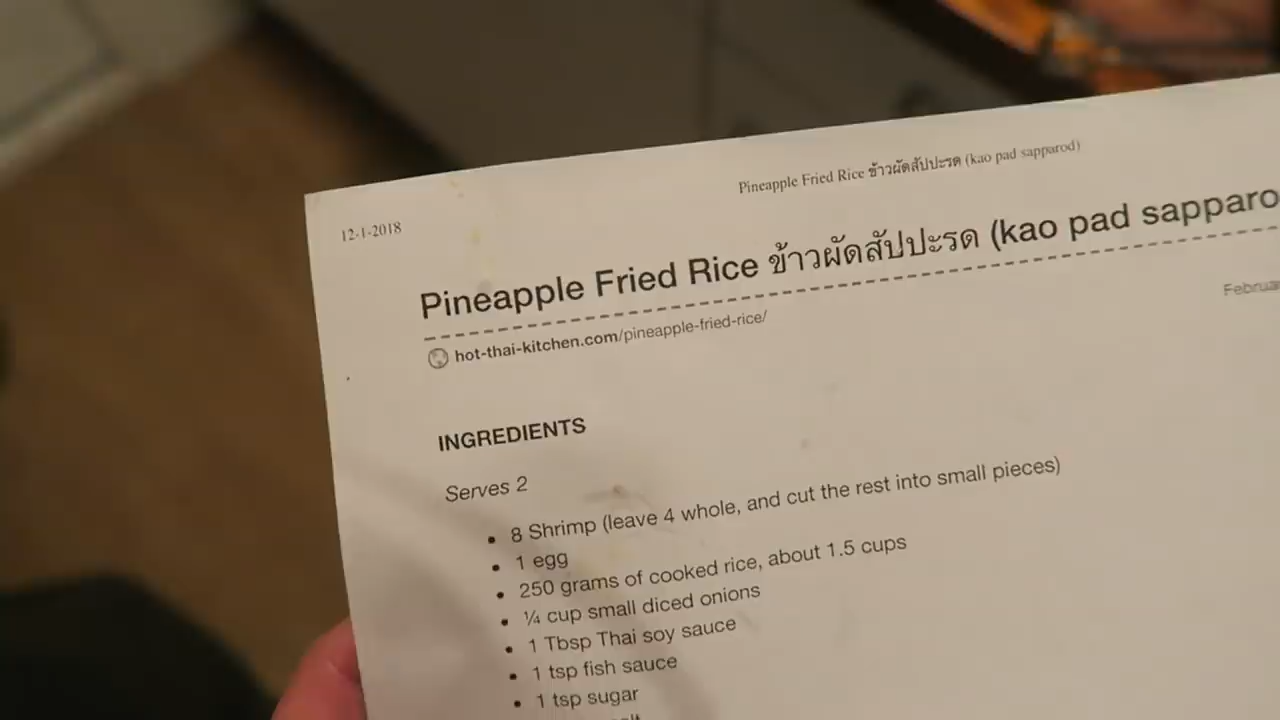 Pineapple Fried Rice ข้าวผัดสัปปะรด (kao pad sapparod)
12-1-2018
Pineapple Fried Rice ข้าวผัดสัปปะรด (kao pad sapparo
hot-thai-kitchen.com/pineapple-fried-rice/
INGREDIENTS
Serves 2
• 8 Shrimp (leave 4 whole, and cut the rest into small pieces)
• 1 egg
• 250 grams of cooked rice, about 1.5 cups
• ¼ cup small diced onions
• 1 Tbsp Thai soy sauce
• 1 tsp fish sauce
• 1 tsp sugar